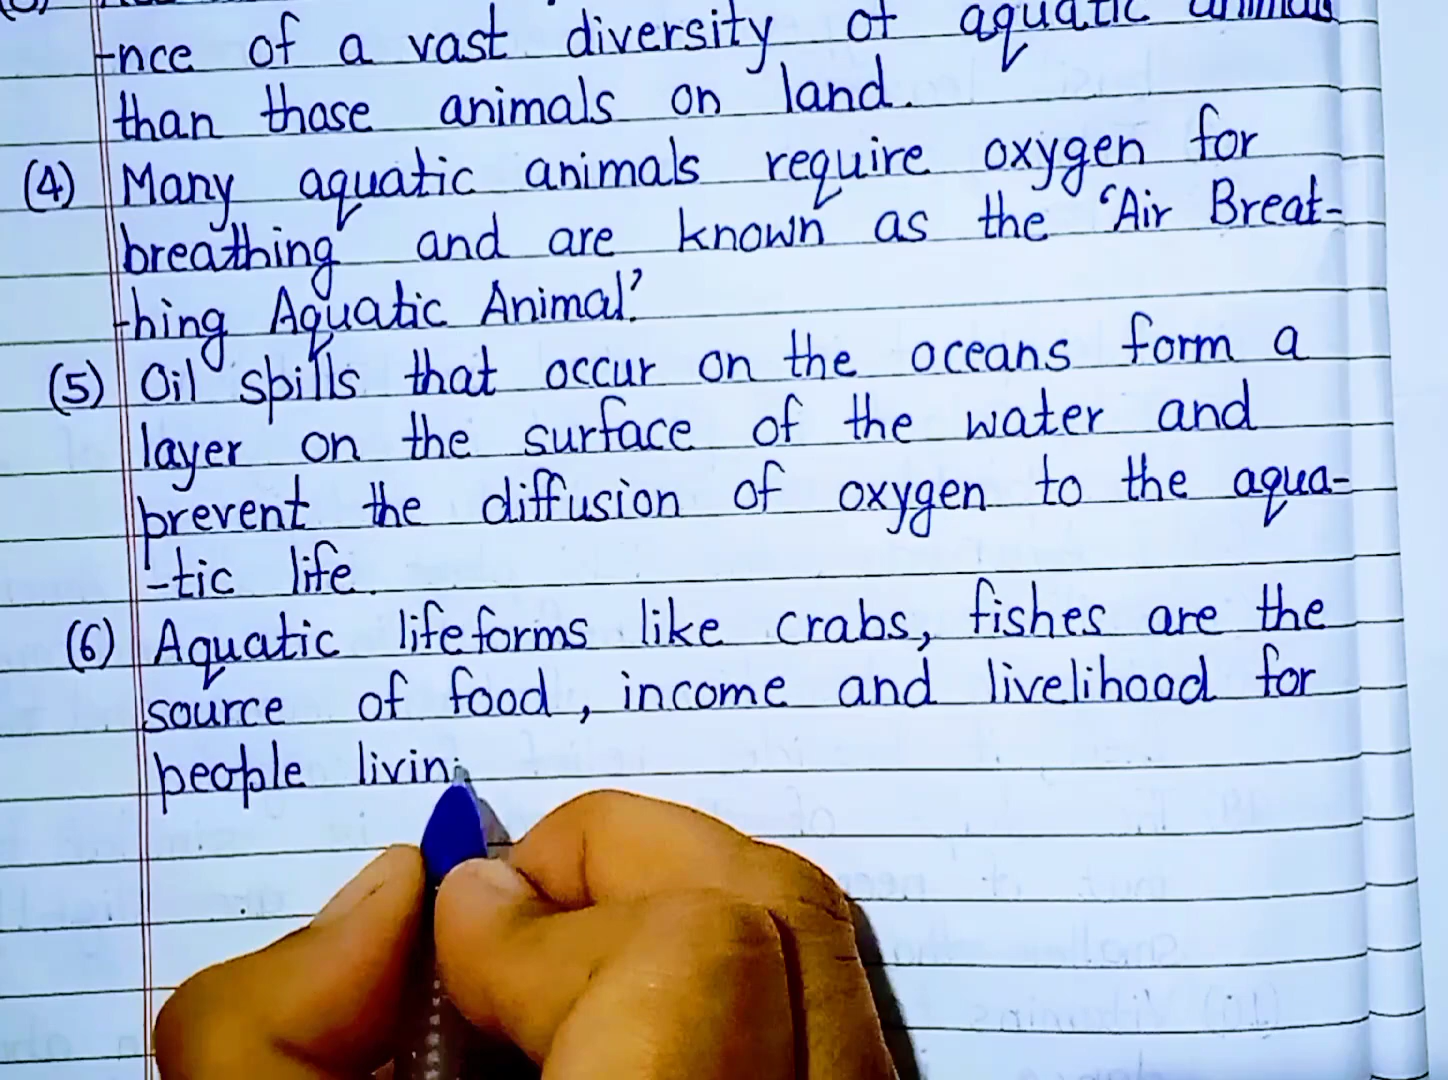 -nce of a vast diversity of aquatic animals
than those animals on land.
(4) Many aquatic animals require oxygen for
breathing and are known as the 'Air Breat-
-hing Aquatic Animal'.
(5) Oil spills that occur on the oceans form a
layer on the surface of the water and
prevent the diffusion of oxygen to the aqua-
-tic life.
(6) Aquatic lifeforms like crabs, fishes are the
source of food, income and livelihood for
people livin